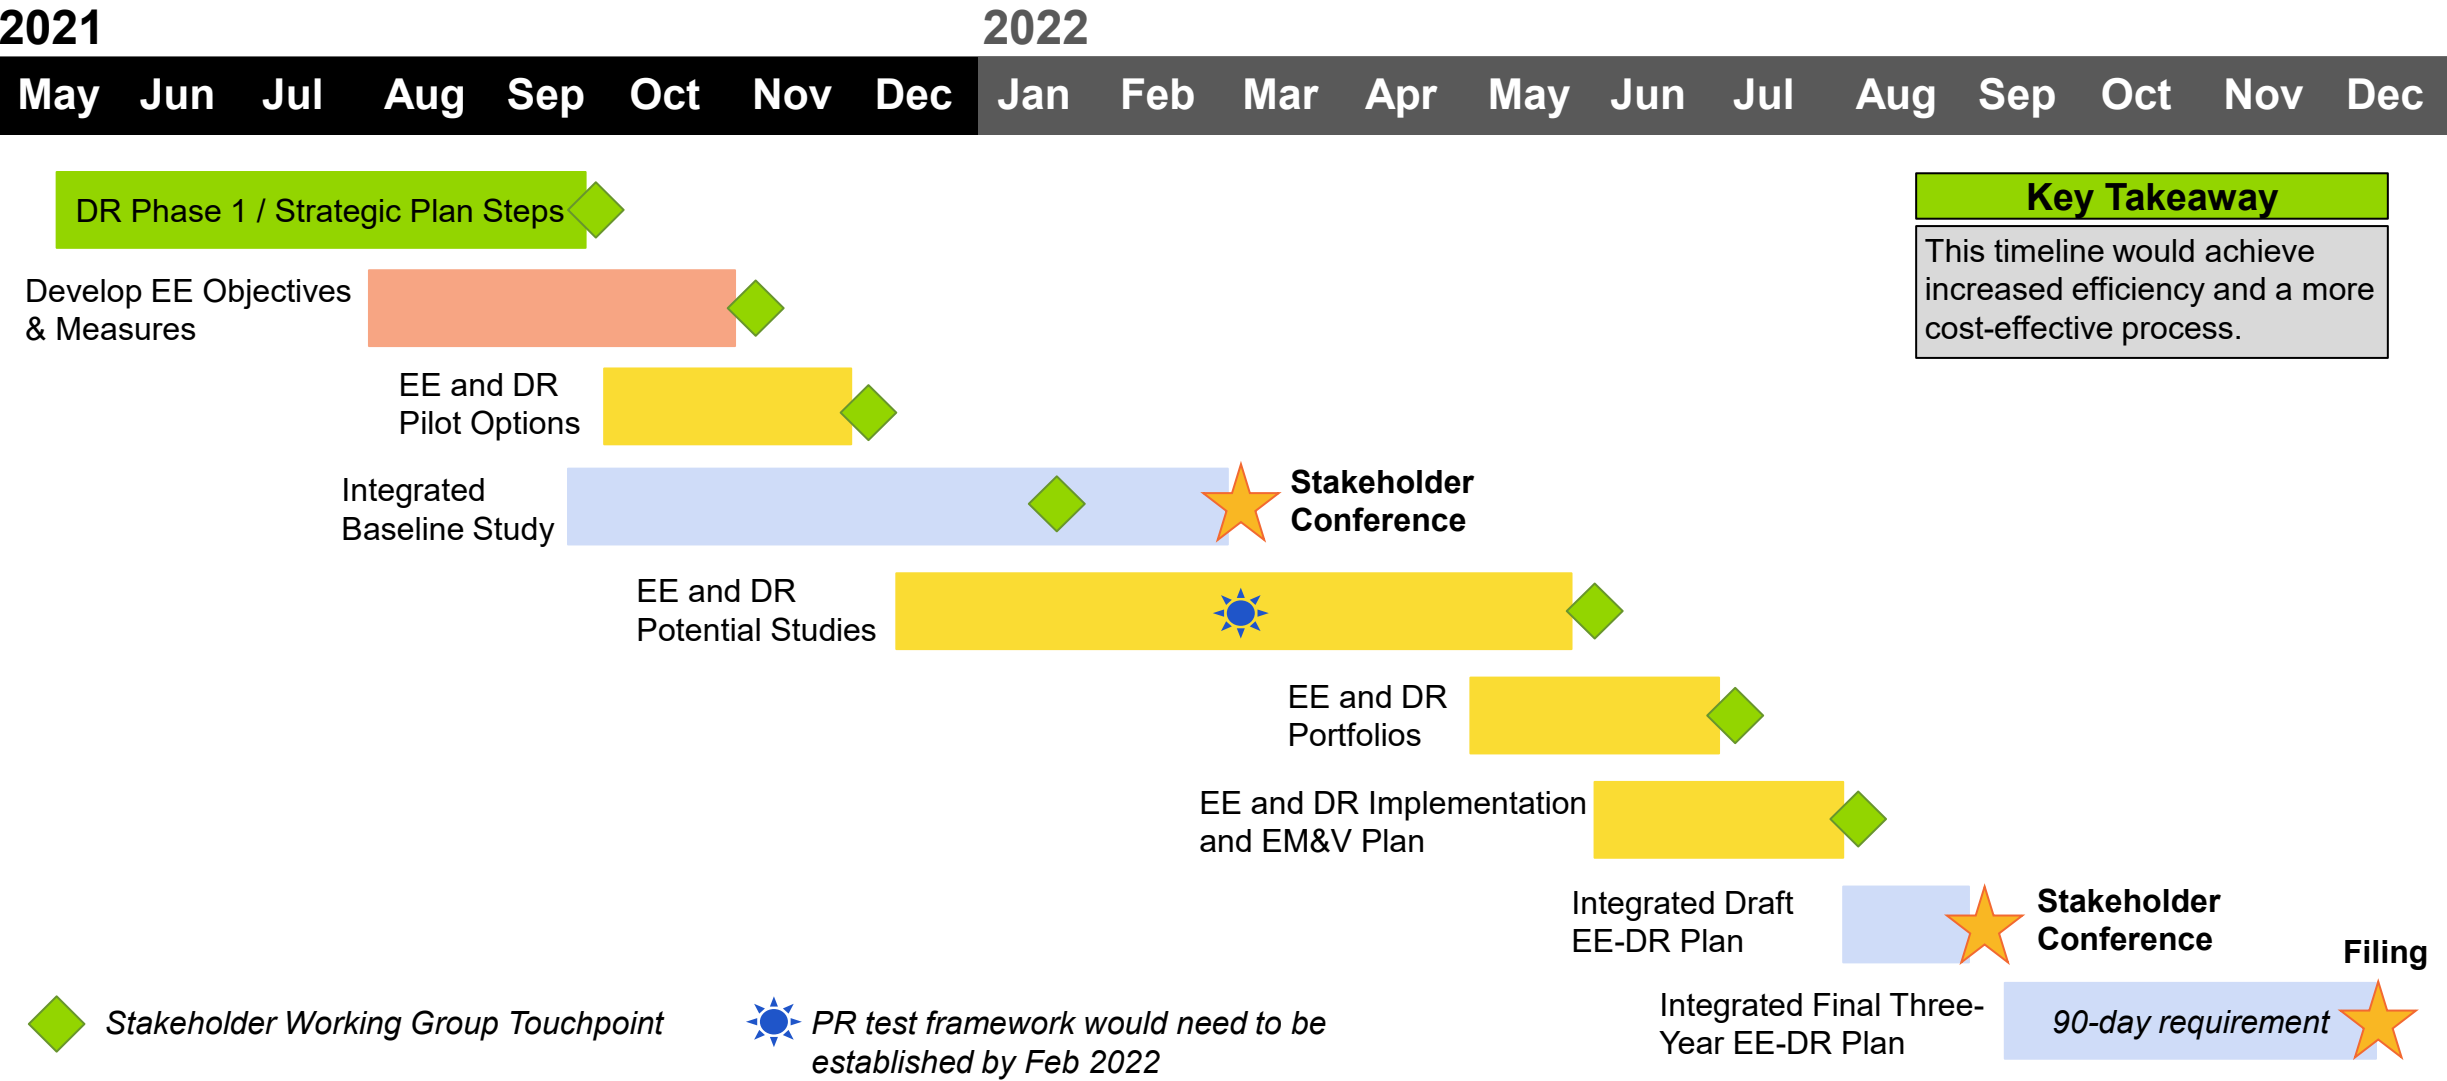 2021
2022
May Jun Jul Aug Sep Oct Nov Dec Jan Feb Mar Apr May Jun Jul Aug Sep Oct Nov Dec
DR Phase 1 / Strategic Plan Steps
Key Takeaway
This timeline would achieve
increased efficiency and a more
cost-effective process.
Develop EE Objectives
& Measures
EE and DR
Pilot Options
Integrated
Baseline Study
Stakeholder
Conference
EE and DR
Potential Studies
EE and DR
Portfolios
EE and DR Implementation
and EM&V Plan
Integrated Draft
EE-DR Plan
Stakeholder
Conference
Filing
Integrated Final Three-
Year EE-DR Plan
90-day requirement
Stakeholder Working Group Touchpoint
PR test framework would need to be
established by Feb 2022